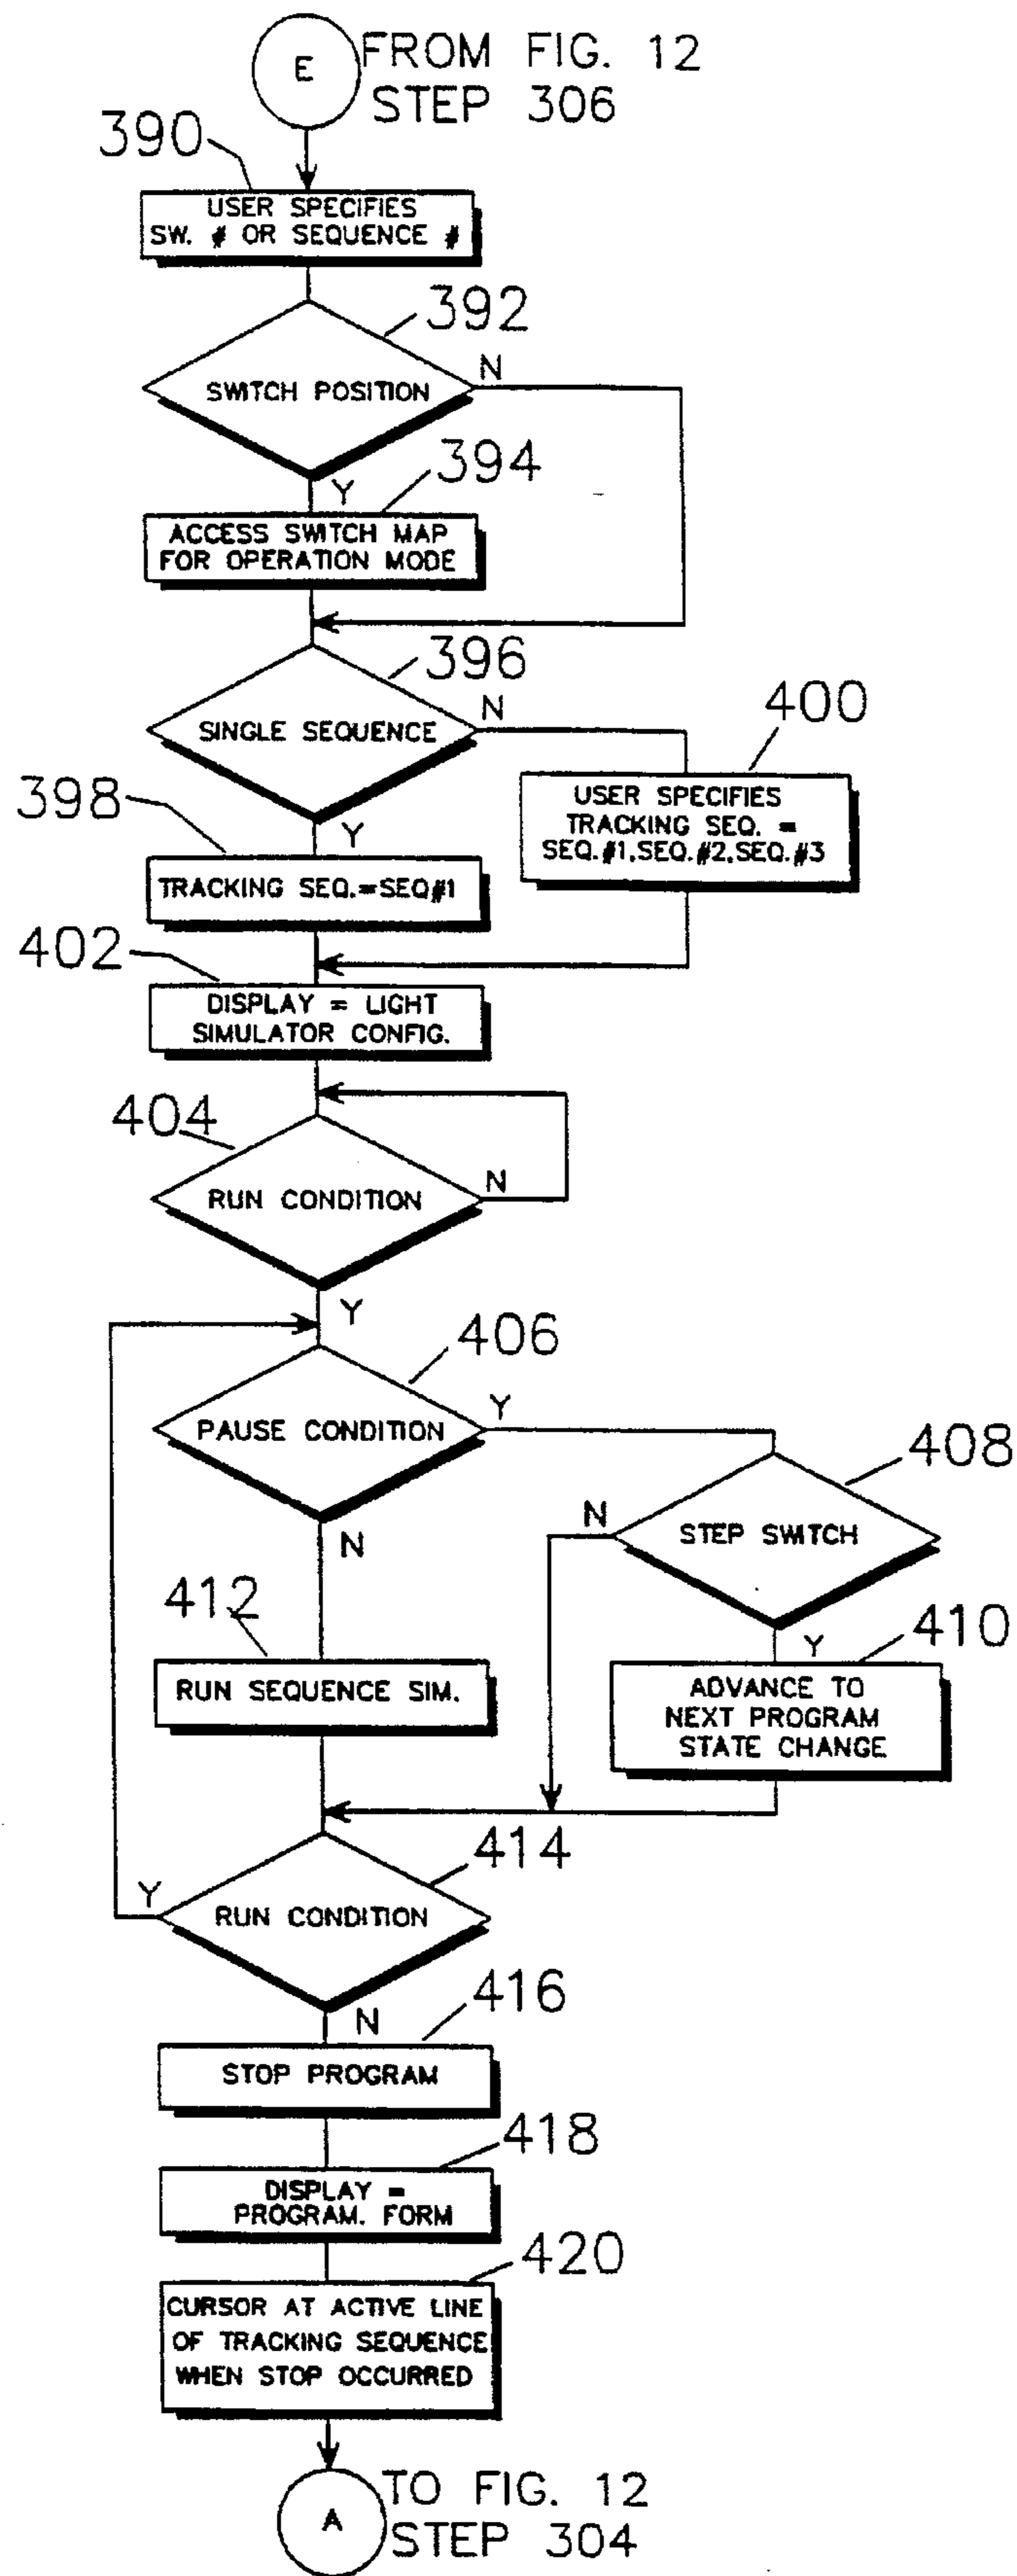 E
FROM FIG. 12
STEP 306
390
USER SPECIFIES
SW. # OR SEQUENCE #
392
SWITCH POSITION
N
Y
394
ACCESS SWITCH MAP
FOR OPERATION MODE
396
SINGLE SEQUENCE
N
Y
400
USER SPECIFIES
TRACKING SEQ. =
SEQ.#1,SEQ.#2,SEQ.#3
398
TRACKING SEQ.=SEQ#1
402
DISPLAY = LIGHT
SIMULATOR CONFIG.
404
RUN CONDITION
N
Y
406
PAUSE CONDITION
Y
N
408
STEP SWITCH
N
Y
410
ADVANCE TO
NEXT PROGRAM
STATE CHANGE
412
RUN SEQUENCE SIM.
414
RUN CONDITION
Y
N
416
STOP PROGRAM
418
DISPLAY =
PROGRAM. FORM
420
CURSOR AT ACTIVE LINE
OF TRACKING SEQUENCE
WHEN STOP OCCURRED
A
TO FIG. 12
STEP 304